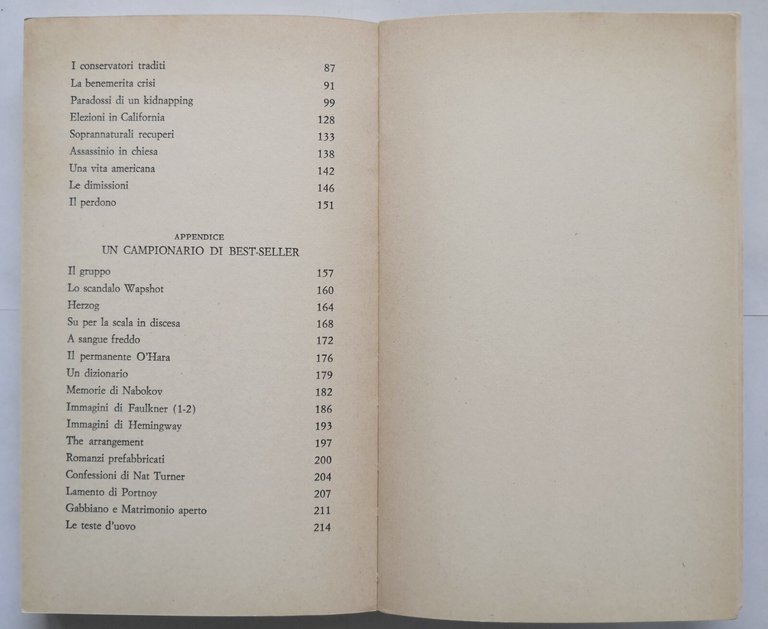 I conservatori traditi 87
La benemerita crisi 91
Paradossi di un kidnapping 99
Elezioni in California 128
Soprannaturali recuperi 133
Assassinio in chiesa 138
Una vita americana 142
Le dimissioni 146
Il perdono 151
APPENDICE
UN CAMPIONARIO DI BEST-SELLER
Il gruppo 157
Lo scandalo Wapshot 160
Herzog 164
Su per la scala in discesa 168
A sangue freddo 172
Il permanente O'Hara 176
Un dizionario 179
Memorie di Nabokov 182
Immagini di Faulkner (1-2) 186
Immagini di Hemingway 193
The arrangement 197
Romanzi prefabbricati 200
Confessioni di Nat Turner 204
Lamento di Portnoy 207
Gabbiano e Matrimonio aperto 211
Le teste d'uovo 214